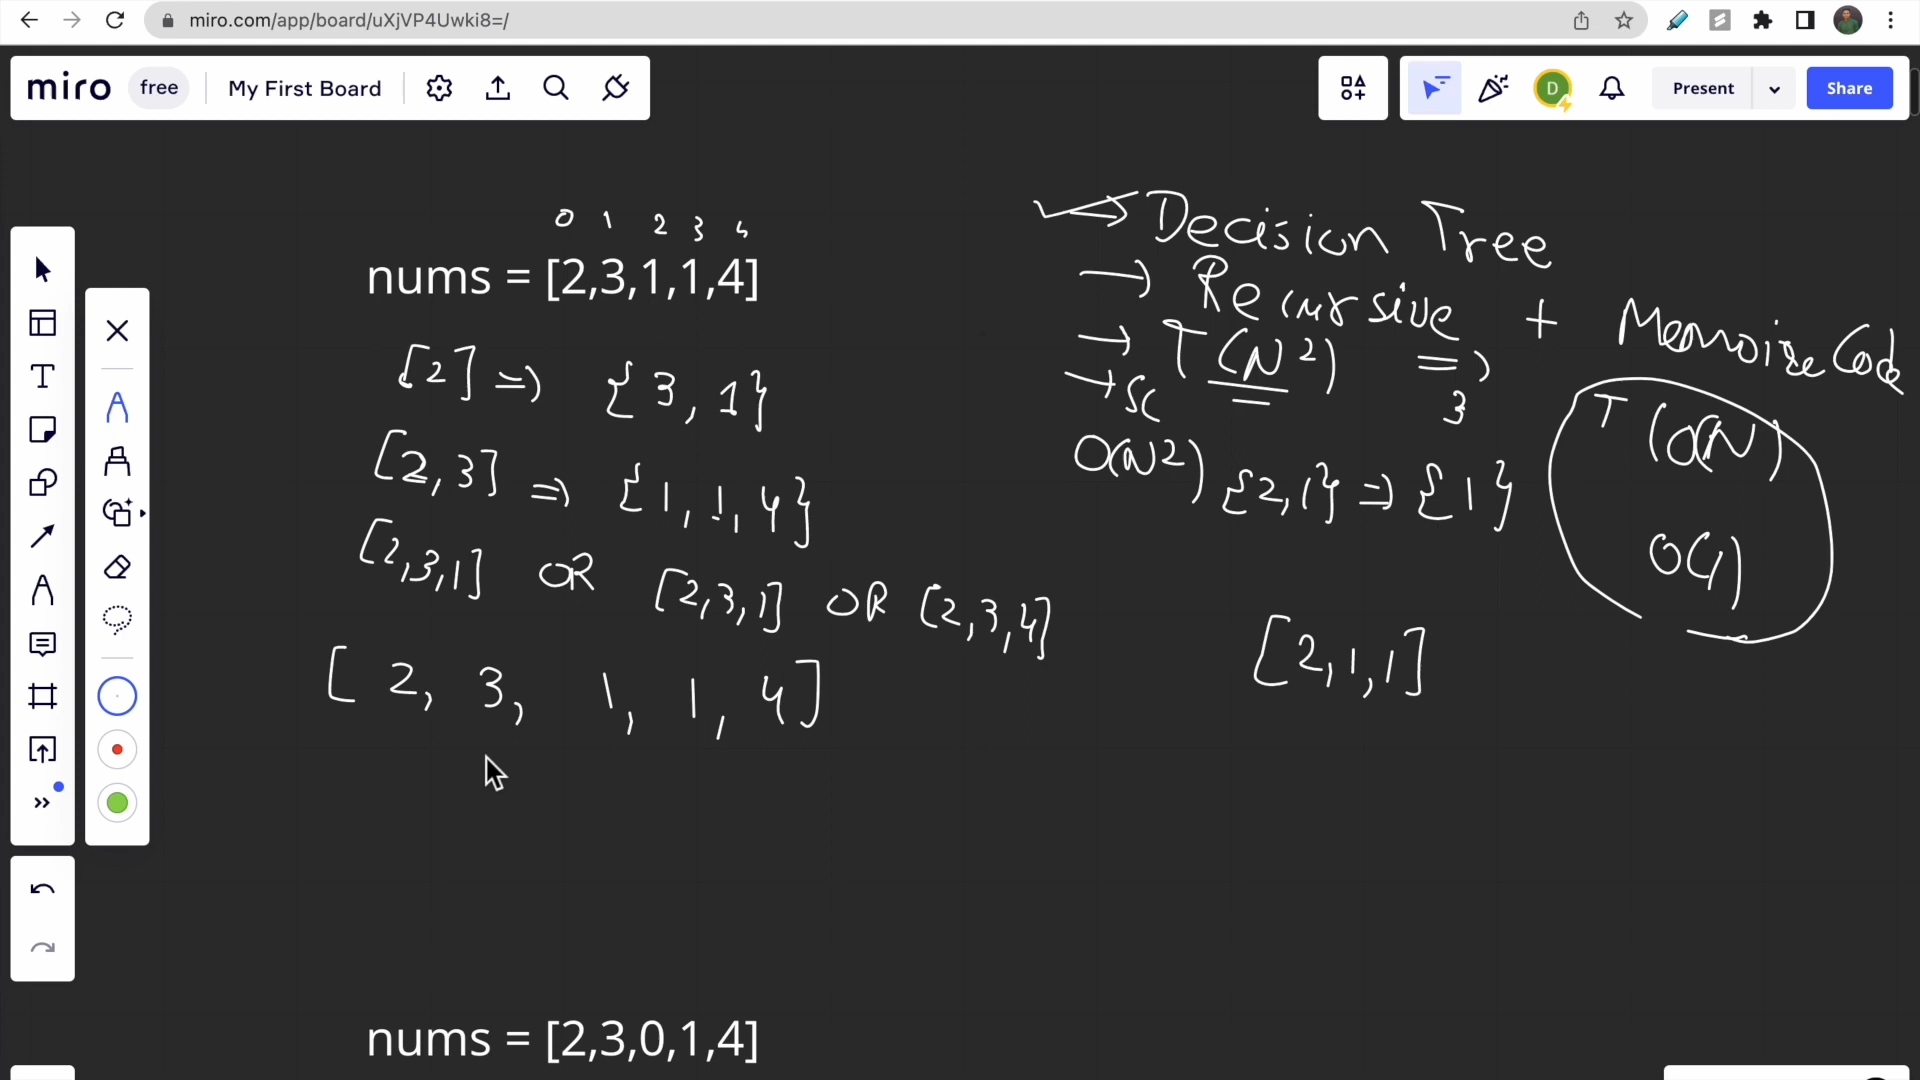 miro.com/app/board/uXjVP4Uwki8=/
miro free My First Board
D Present Share
0 1 2 3 4
nums = [2,3,1,1,4]
[2] => {3, 1}
[2,3] => {1, 1, 4}
[2,3,1] OR [2,3,1] OR [2,3,4]
[ 2, 3, 1, 1, 4]
→ Decision Tree
→ Recursive + Memoize Code
→ T(N²) =>
→ SC 3
O(N²) {2,1} => {1}
T (O(N)
O(1)
[2,1,1]
nums = [2,3,0,1,4]